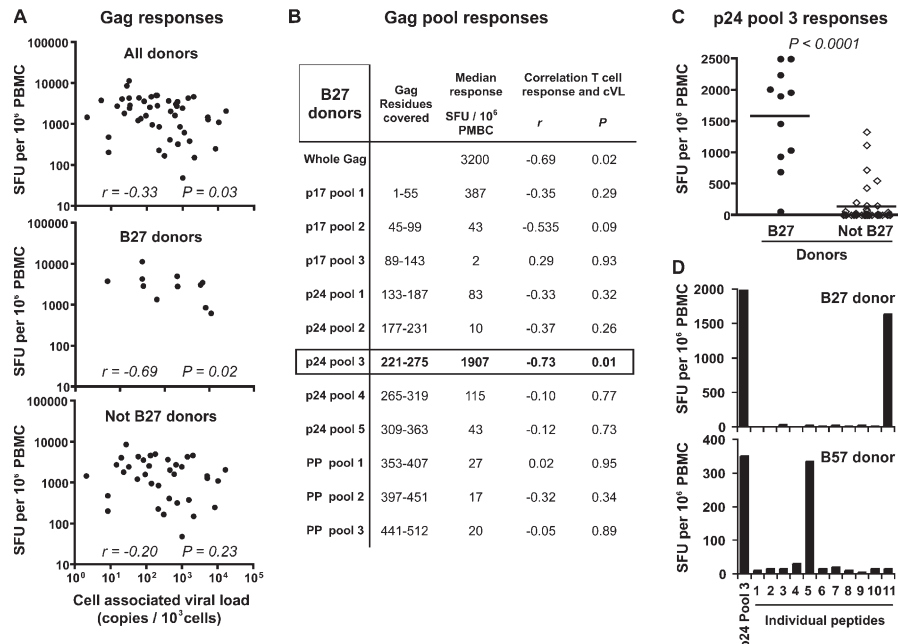 A Gag responses
All donors
SFU per 10⁶ PBMC
100000
10000
1000
100
10
r = -0.33 P = 0.03
B27 donors
SFU per 10⁶ PBMC
100000
10000
1000
100
10
r = -0.69 P = 0.02
Not B27 donors
SFU per 10⁶ PBMC
100000
10000
1000
100
10
r = -0.20 P = 0.23
10⁰ 10¹ 10² 10³ 10⁴ 10⁵
Cell associated viral load
(copies / 10³cells)
B Gag pool responses
B27 donors Gag Residues covered Median response SFU / 10⁶ PMBC Correlation T cell response and cVL r P
Whole Gag 3200 -0.69 0.02
p17 pool 1 1-55 387 -0.35 0.29
p17 pool 2 45-99 43 -0.535 0.09
p17 pool 3 89-143 2 0.29 0.93
p24 pool 1 133-187 83 -0.33 0.32
p24 pool 2 177-231 10 -0.37 0.26
p24 pool 3 221-275 1907 -0.73 0.01
p24 pool 4 265-319 115 -0.10 0.77
p24 pool 5 309-363 43 -0.12 0.73
PP pool 1 353-407 27 0.02 0.95
PP pool 2 397-451 17 -0.32 0.34
PP pool 3 441-512 20 -0.05 0.89
C p24 pool 3 responses
P < 0.0001
SFU per 10⁶ PBMC
2500
2000
1500
1000
500
0
B27 Not B27
Donors
D
B27 donor
SFU per 10⁶ PBMC
2000
1500
1000
500
0
B57 donor
SFU per 10⁶ PBMC
400
300
200
100
0
p24 Pool 3 1 2 3 4 5 6 7 8 9 10 11
Individual peptides